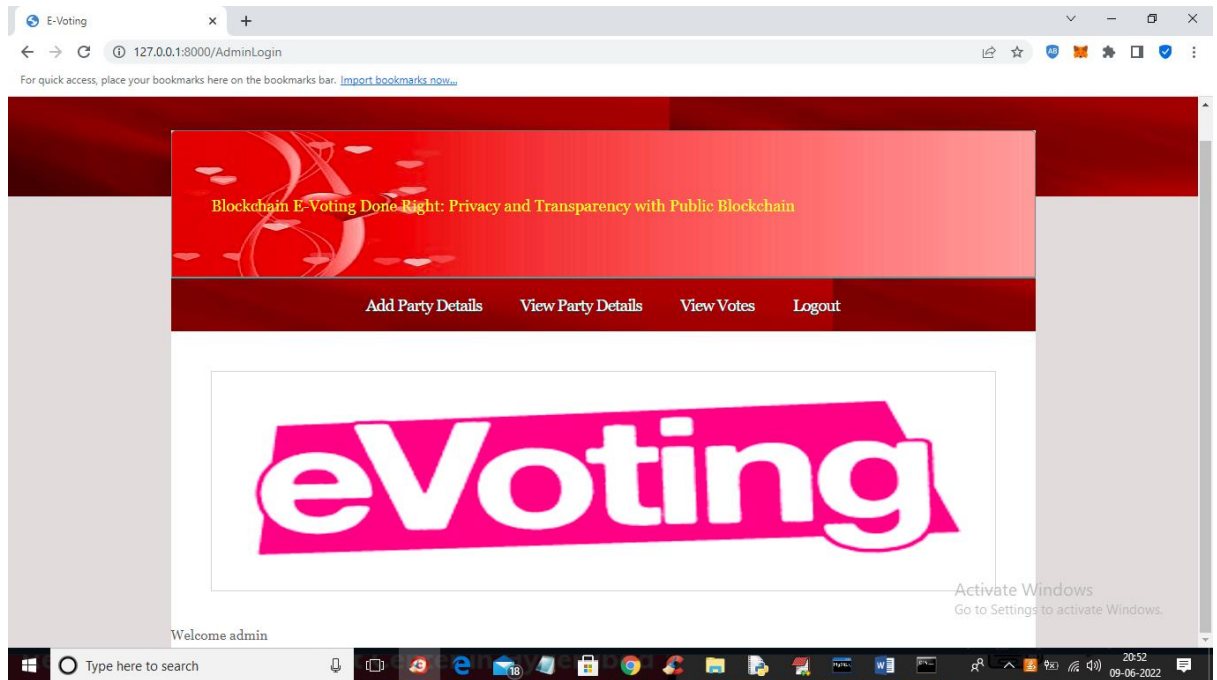 E-Voting
127.0.0.1:8000/AdminLogin
For quick access, place your bookmarks here on the bookmarks bar. Import bookmarks now...
Blockchain E-Voting Done Right: Privacy and Transparency with Public Blockchain
Add Party Details View Party Details View Votes Logout
eVoting
Activate Windows
Go to Settings to activate Windows.
Welcome admin
Type here to search
18
20:52
09-06-2022